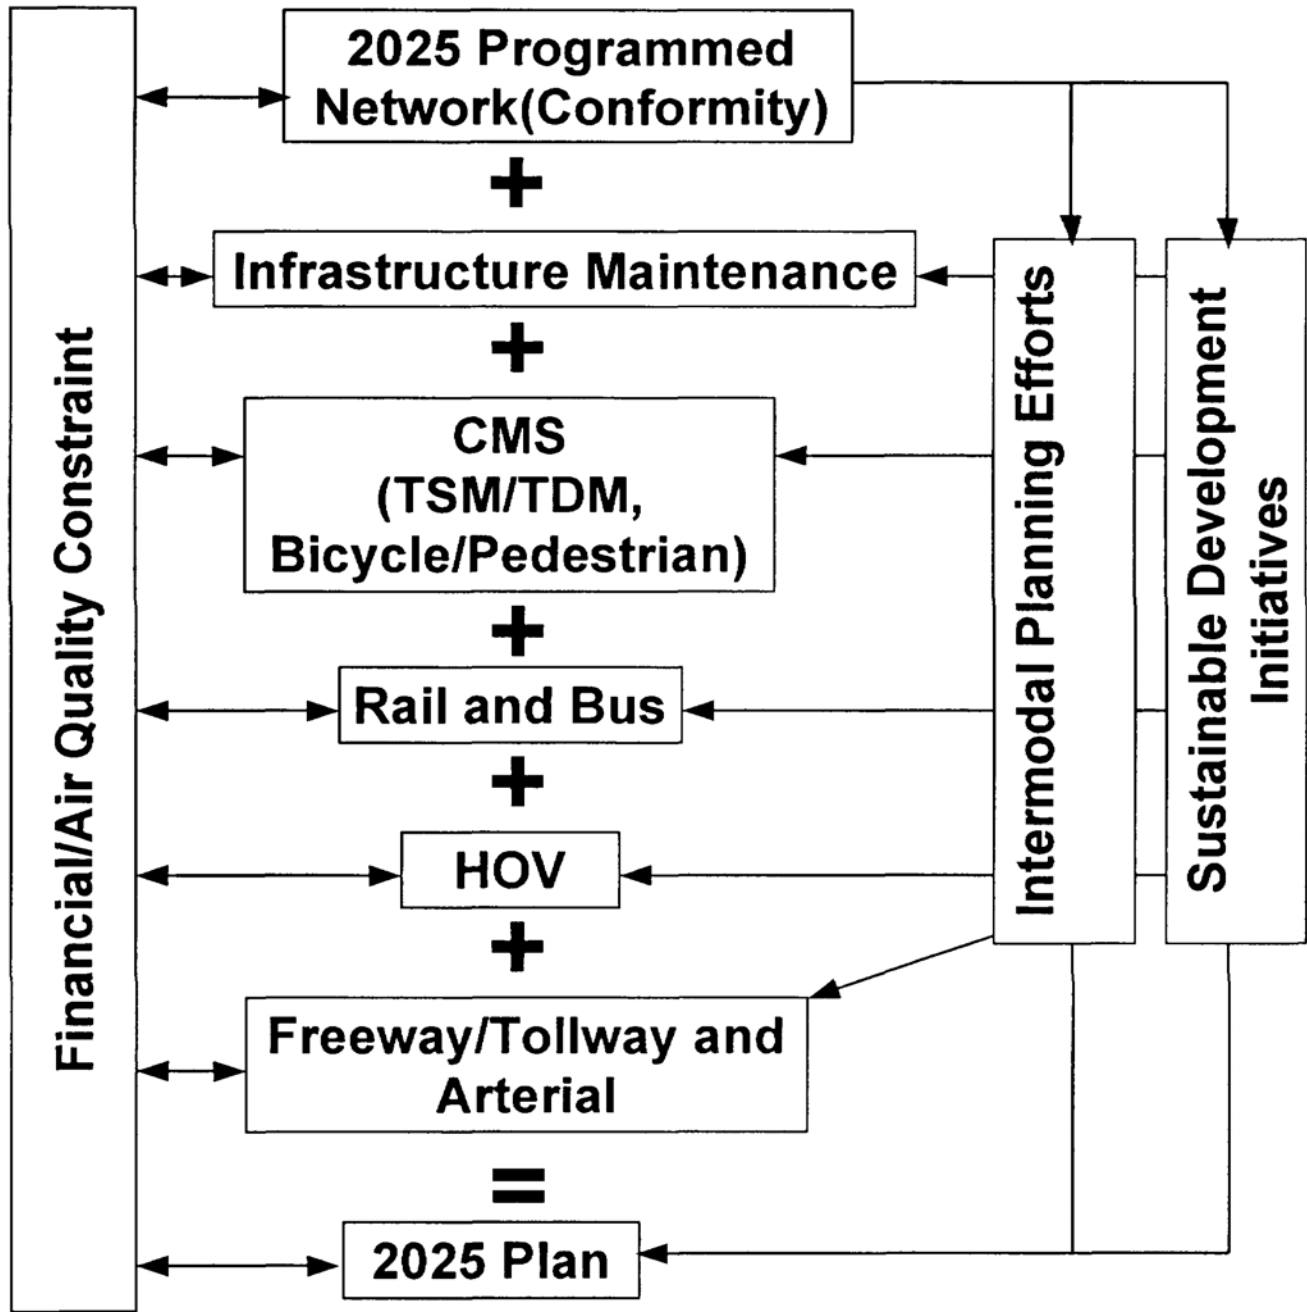 2025 Programmed
Network(Conformity)
+
Infrastructure Maintenance
+
CMS
(TSM/TDM,
Bicycle/Pedestrian)
+
Rail and Bus
+
HOV
+
Freeway/Tollway and
Arterial
=
2025 Plan
Financial/Air Quality Constraint
Intermodal Planning Efforts
Sustainable Development
Initiatives